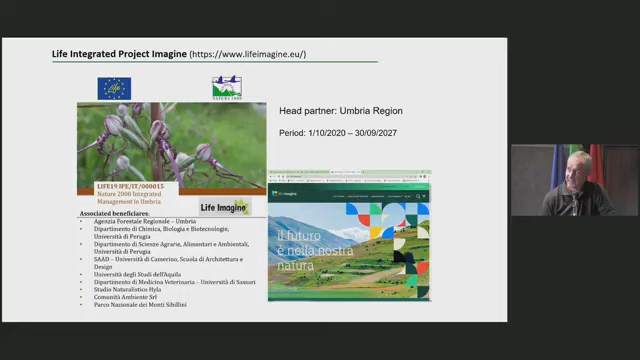 Life Integrated Project Imagine (https://www.lifeimagine.eu/)
Life
NATURA 2000
Head partner: Umbria Region
Period: 1/10/2020 – 30/09/2027
LIFE19 IPE/IT/000015
Nature 2000 Integrated
Management in Umbria
Life Imagine
Associated beneficiares:
• Agenzia Forestale Regionale – Umbria
• Dipartimento di Chimica, Biologia e Biotecnologie,
Università di Perugia
• Dipartimento di Scienze Agrarie, Alimentari e Ambientali,
Università di Perugia
• SAAD – Università di Camerino, Scuola di Architettura e
Design
• Università degli Studi dell'Aquila
• Dipartimento di Medicina Veterinaria – Università di Sassari
• Studio Naturalistico Hyla
• Comunità Ambiente Srl
• Parco Nazionale dei Monti Sibillini
il futuro
è nella nostra
natura